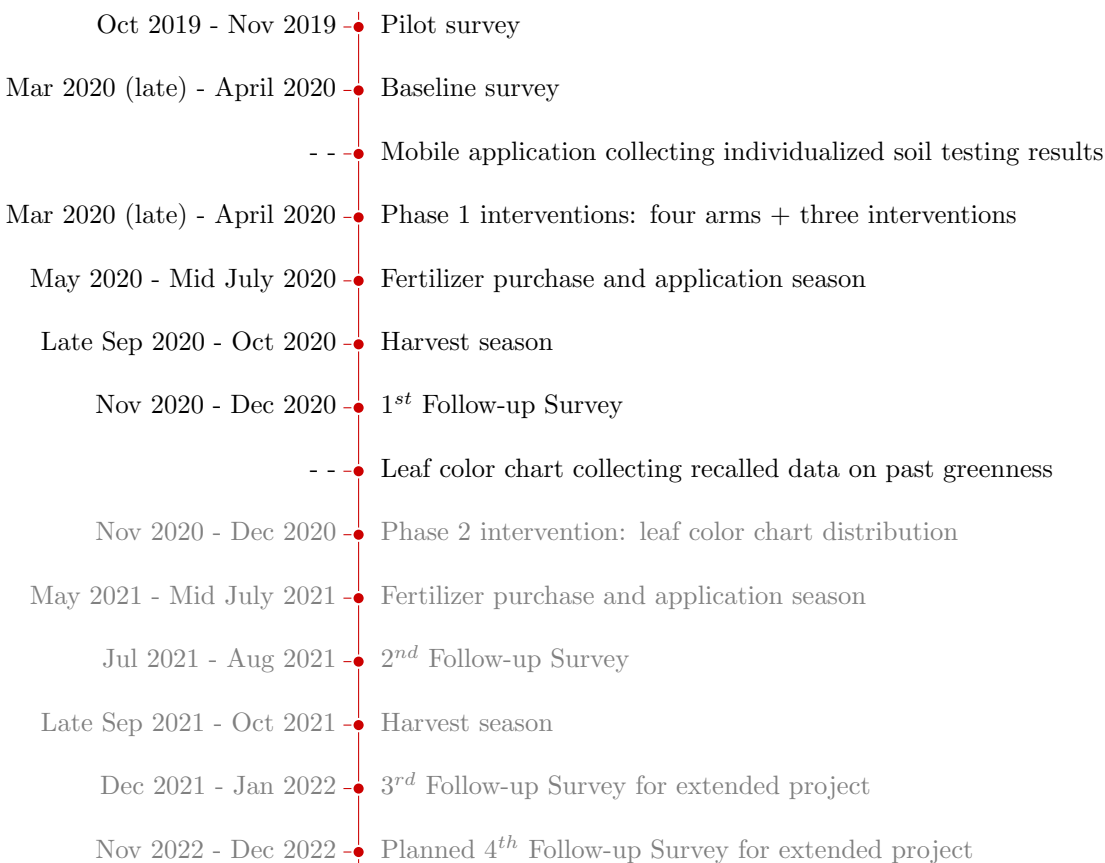 Oct 2019 - Nov 2019 Pilot survey
Mar 2020 (late) - April 2020 Baseline survey
- - Mobile application collecting individualized soil testing results
Mar 2020 (late) - April 2020 Phase 1 interventions: four arms + three interventions
May 2020 - Mid July 2020 Fertilizer purchase and application season
Late Sep 2020 - Oct 2020 Harvest season
Nov 2020 - Dec 2020 1st Follow-up Survey
- - Leaf color chart collecting recalled data on past greenness
Nov 2020 - Dec 2020 Phase 2 intervention: leaf color chart distribution
May 2021 - Mid July 2021 Fertilizer purchase and application season
Jul 2021 - Aug 2021 2nd Follow-up Survey
Late Sep 2021 - Oct 2021 Harvest season
Dec 2021 - Jan 2022 3rd Follow-up Survey for extended project
Nov 2022 - Dec 2022 Planned 4th Follow-up Survey for extended project